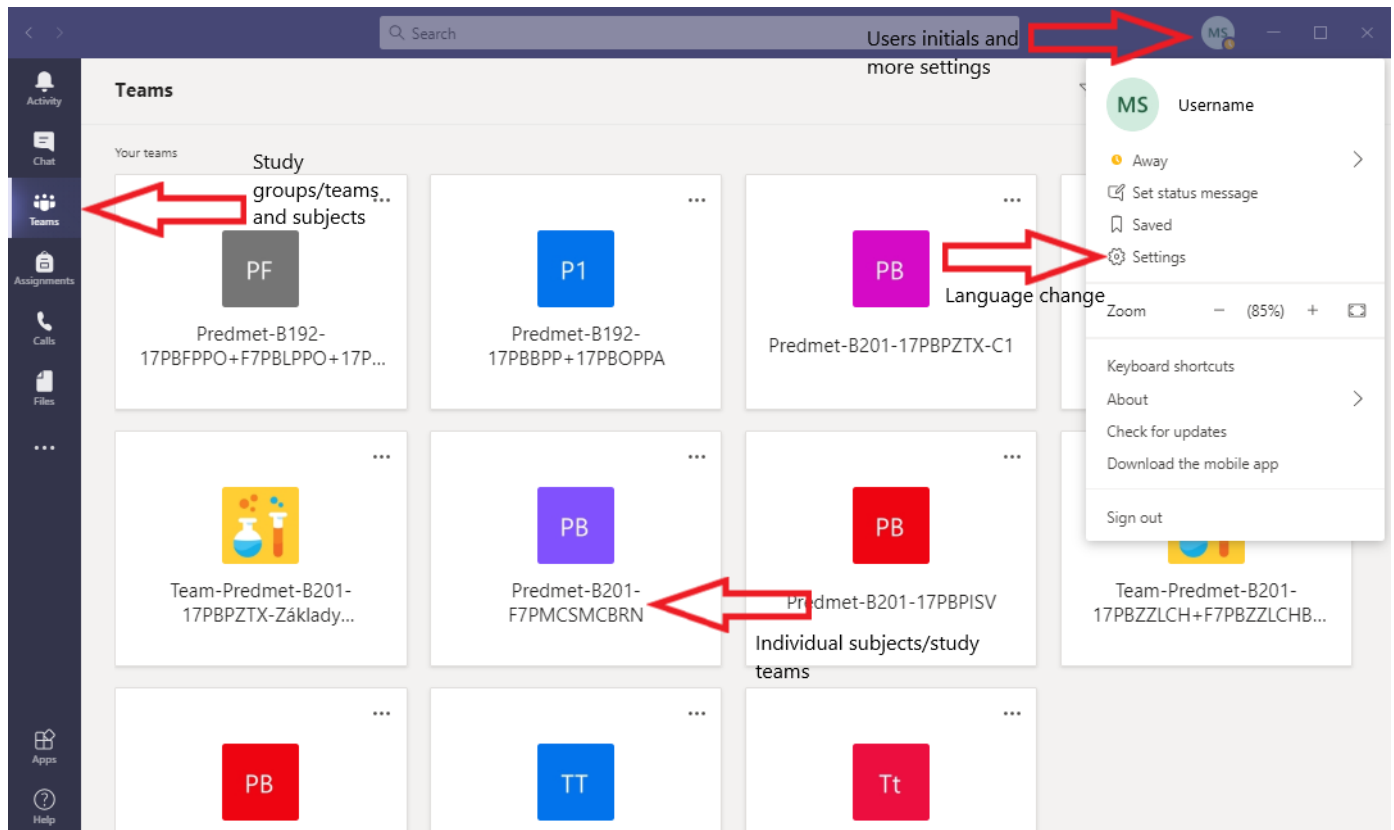 Search
Users initials and
more settings
MS
Activity
Chat
Teams
Assignments
Calls
Files
Apps
Help
Teams
Your teams
Study
groups/teams
and subjects
PF
Predmet-B192-
17PBFPPO+F7PBLPPO+17P...
P1
Predmet-B192-
17PBBPP+17PBOPPA
PB
Predmet-B201-17PBPZTX-C1
Language change
MS
Username
Away
Set status message
Saved
Settings
Zoom
(85%)
Keyboard shortcuts
About
Check for updates
Download the mobile app
Sign out
Team-Predmet-B201-
17PBPZTX-Základy...
PB
Predmet-B201-
F7PMCSMCBRN
PB
Predmet-B201-17PBPISV
Individual subjects/study
teams
Team-Predmet-B201-
17PBZZLCH+F7PBZZLCHB...
PB
TT
Tt